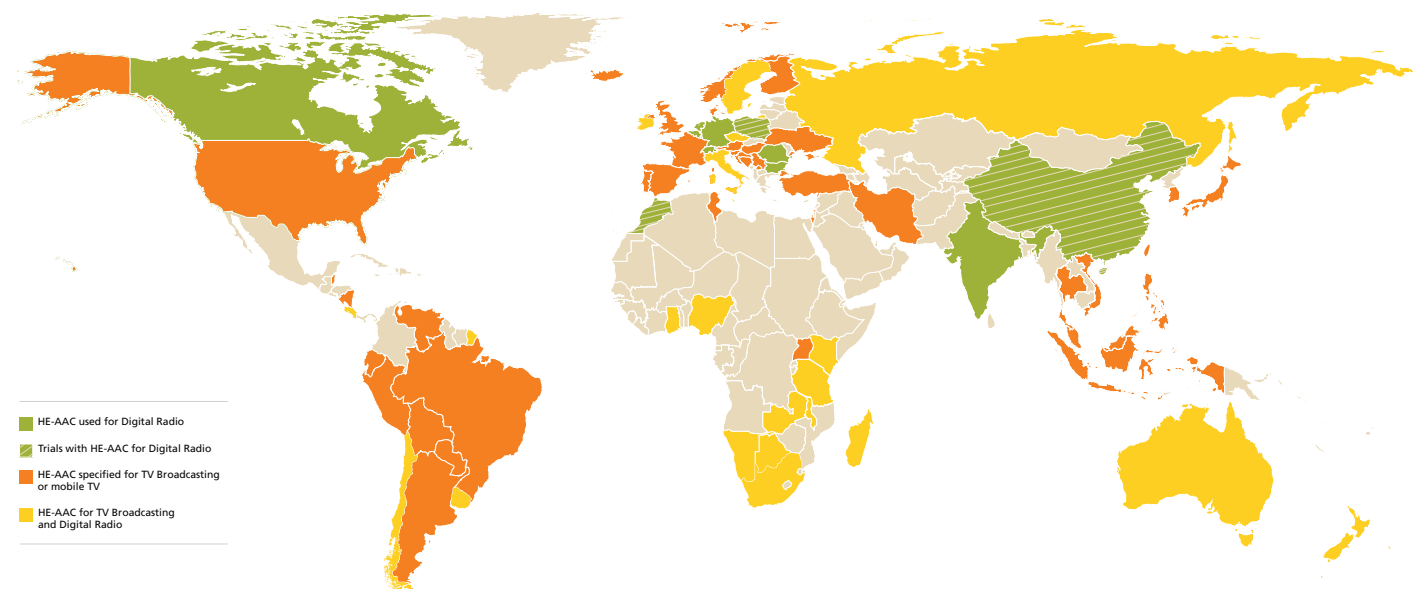 HE-AAC used for Digital Radio
Trials with HE-AAC for Digital Radio
HE-AAC specified for TV Broadcasting
or mobile TV
HE-AAC for TV Broadcasting
and Digital Radio